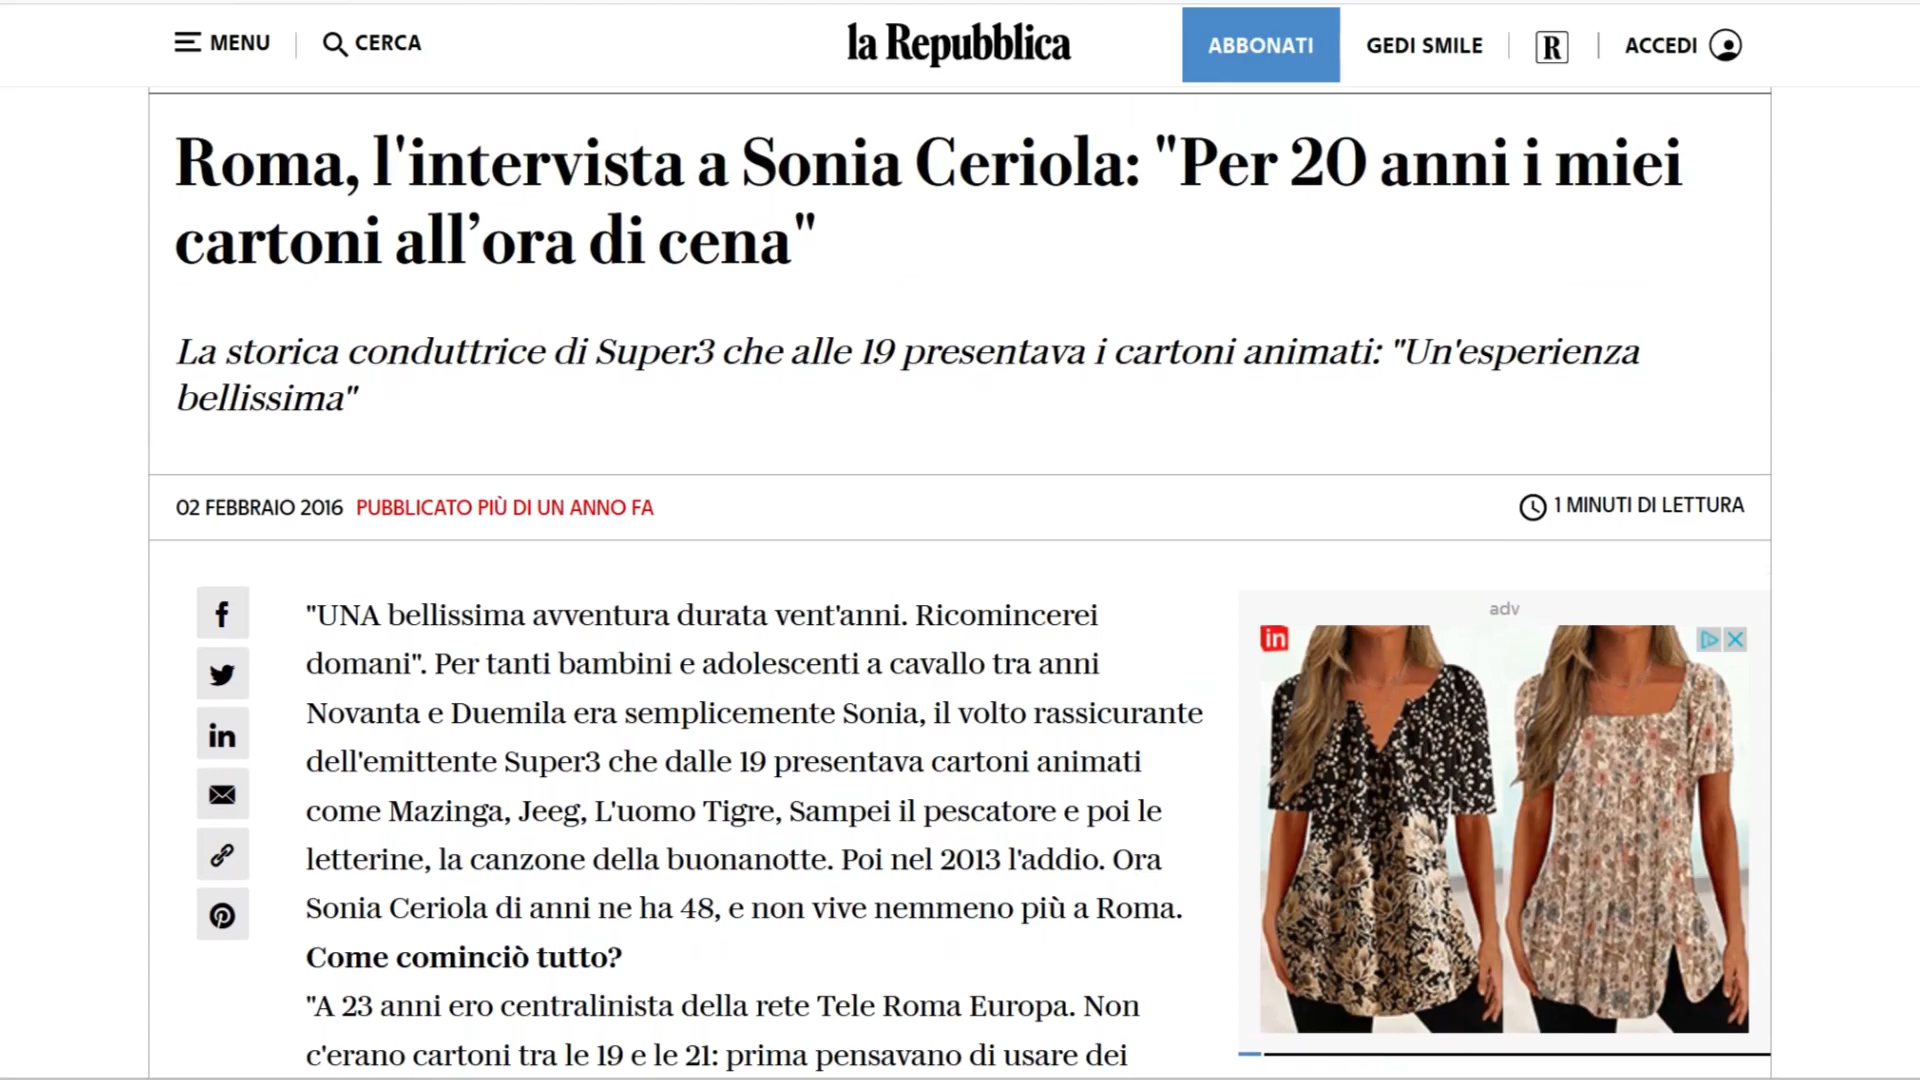 MENU
CERCA
la Repubblica
ABBONATI
GEDI SMILE
R
ACCEDI
Roma, l'intervista a Sonia Ceriola: "Per 20 anni i miei
cartoni all’ora di cena"
La storica conduttrice di Super3 che alle 19 presentava i cartoni animati: "Un'esperienza
bellissima"
02 FEBBRAIO 2016 PUBBLICATO PIÙ DI UN ANNO FA
1 MINUTI DI LETTURA
"UNA bellissima avventura durata vent'anni. Ricomincerei
domani". Per tanti bambini e adolescenti a cavallo tra anni
Novanta e Duemila era semplicemente Sonia, il volto rassicurante
dell'emittente Super3 che dalle 19 presentava cartoni animati
come Mazinga, Jeeg, L'uomo Tigre, Sampei il pescatore e poi le
letterine, la canzone della buonanotte. Poi nel 2013 l'addio. Ora
Sonia Ceriola di anni ne ha 48, e non vive nemmeno più a Roma.
Come cominciò tutto?
"A 23 anni ero centralinista della rete Tele Roma Europa. Non
c'erano cartoni tra le 19 e le 21: prima pensavano di usare dei
adv
in